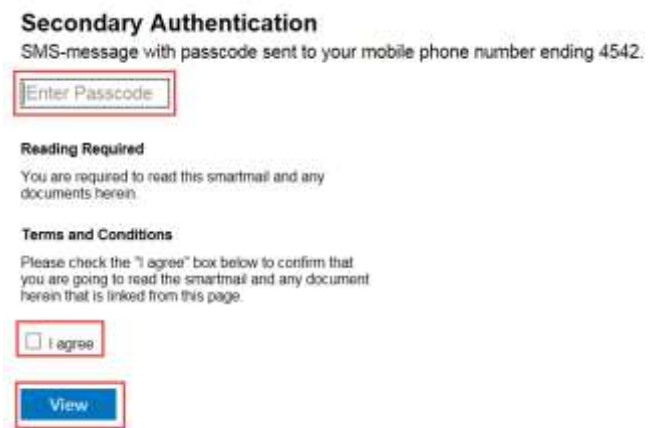 Secondary Authentication
SMS-message with passcode sent to your mobile phone number ending 4542.
Enter Passcode
Reading Required
You are required to read this smartmail and any
documents herein.
Terms and Conditions
Please check the "I agree" box below to confirm that
you are going to read the smartmail and any document
herein that is linked from this page.
I agree
View